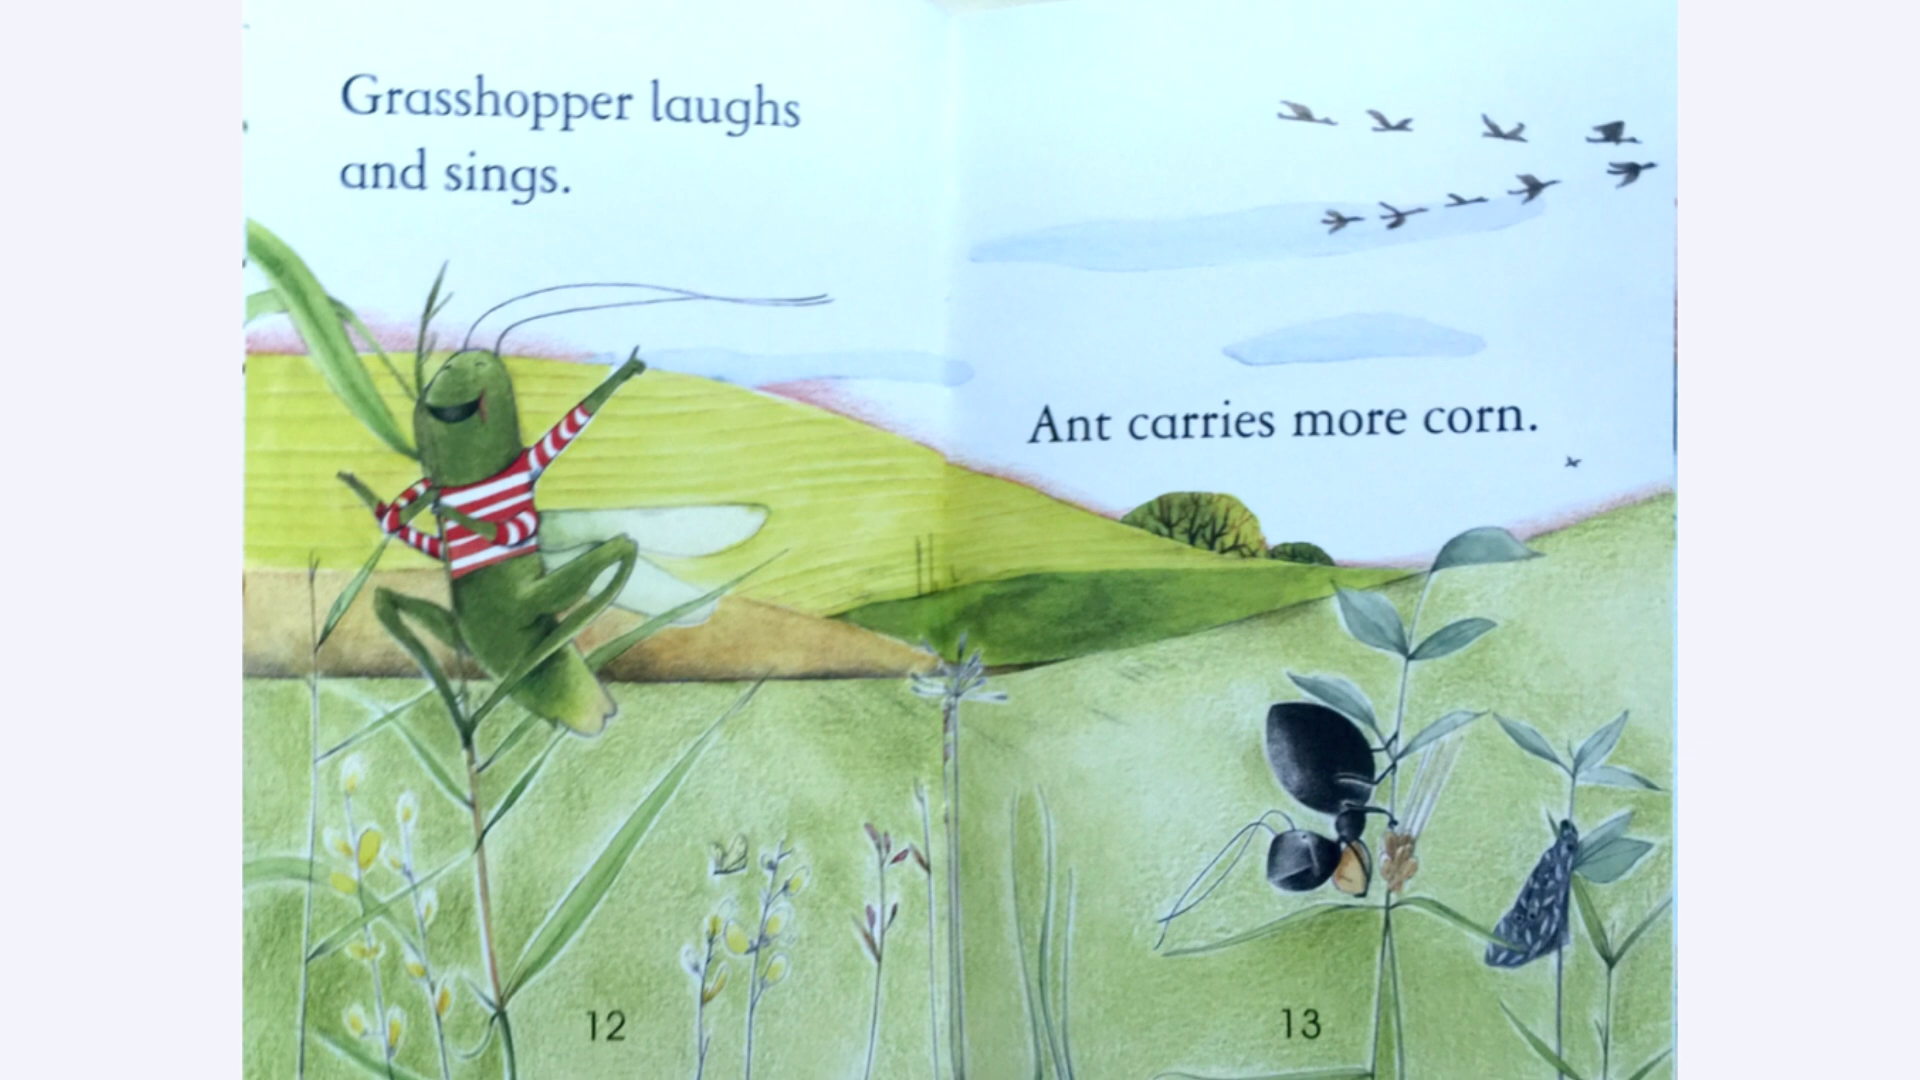 Grasshopper laughs
and sings.
Ant carries more corn.
12
13